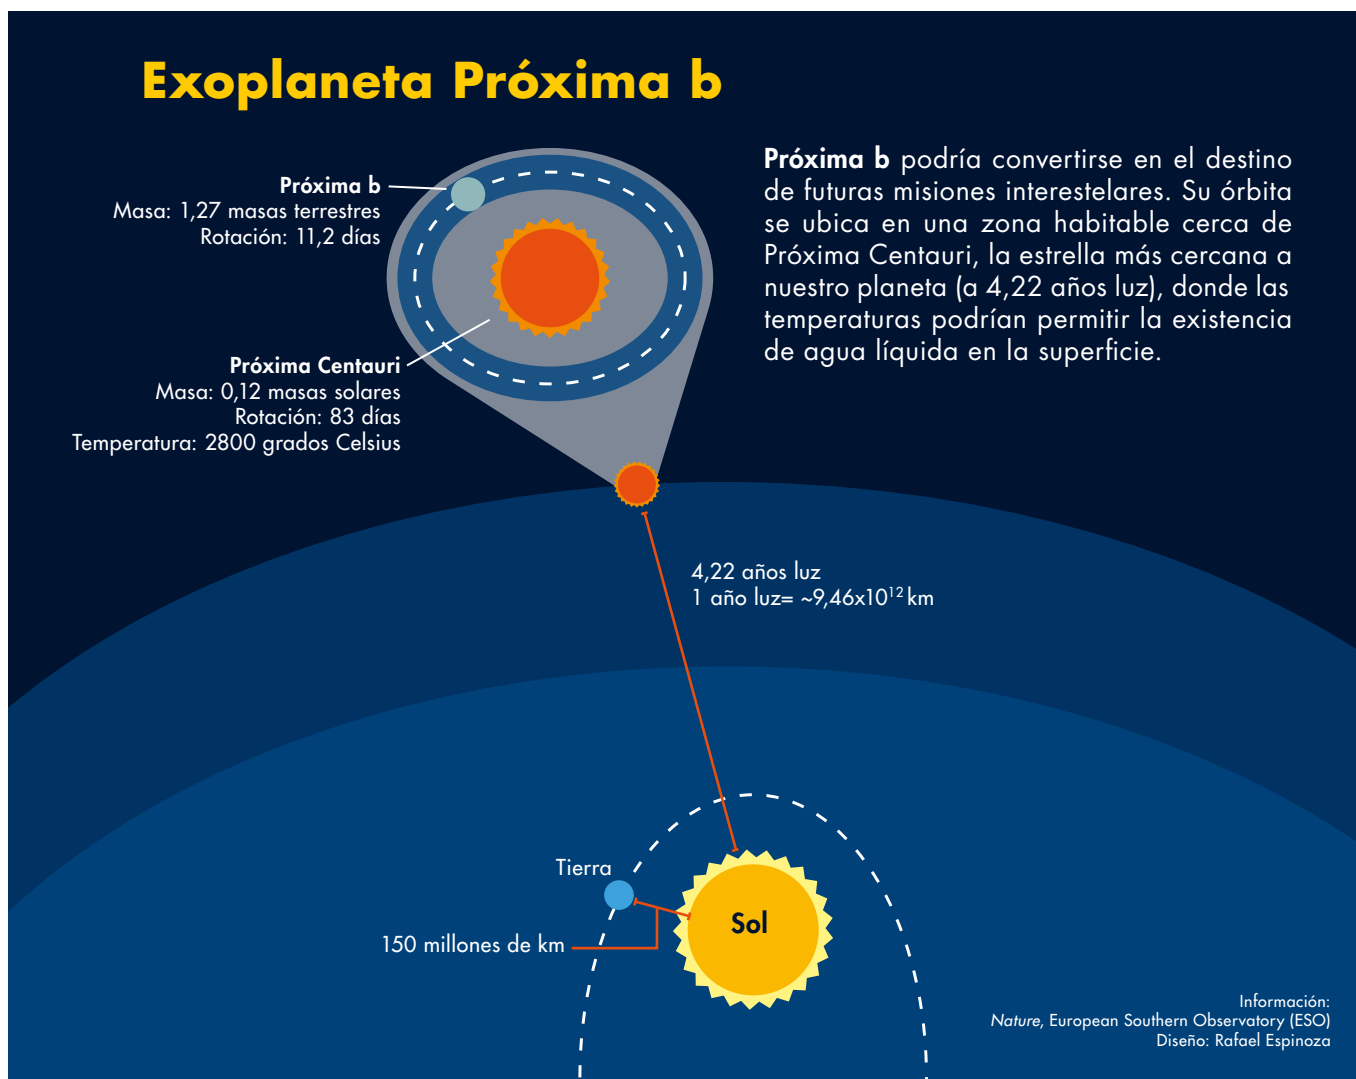 Exoplaneta Próxima b
Próxima b
Masa: 1,27 masas terrestres
Rotación: 11,2 días
Próxima Centauri
Masa: 0,12 masas solares
Rotación: 83 días
Temperatura: 2800 grados Celsius
Próxima b podría convertirse en el destino
de futuras misiones interestelares. Su órbita
se ubica en una zona habitable cerca de
Próxima Centauri, la estrella más cercana a
nuestro planeta (a 4,22 años luz), donde las
temperaturas podrían permitir la existencia
de agua líquida en la superficie.
4,22 años luz
1 año luz= ~9,46x10¹² km
Tierra
Sol
150 millones de km
Información:
Nature, European Southern Observatory (ESO)
Diseño: Rafael Espinoza